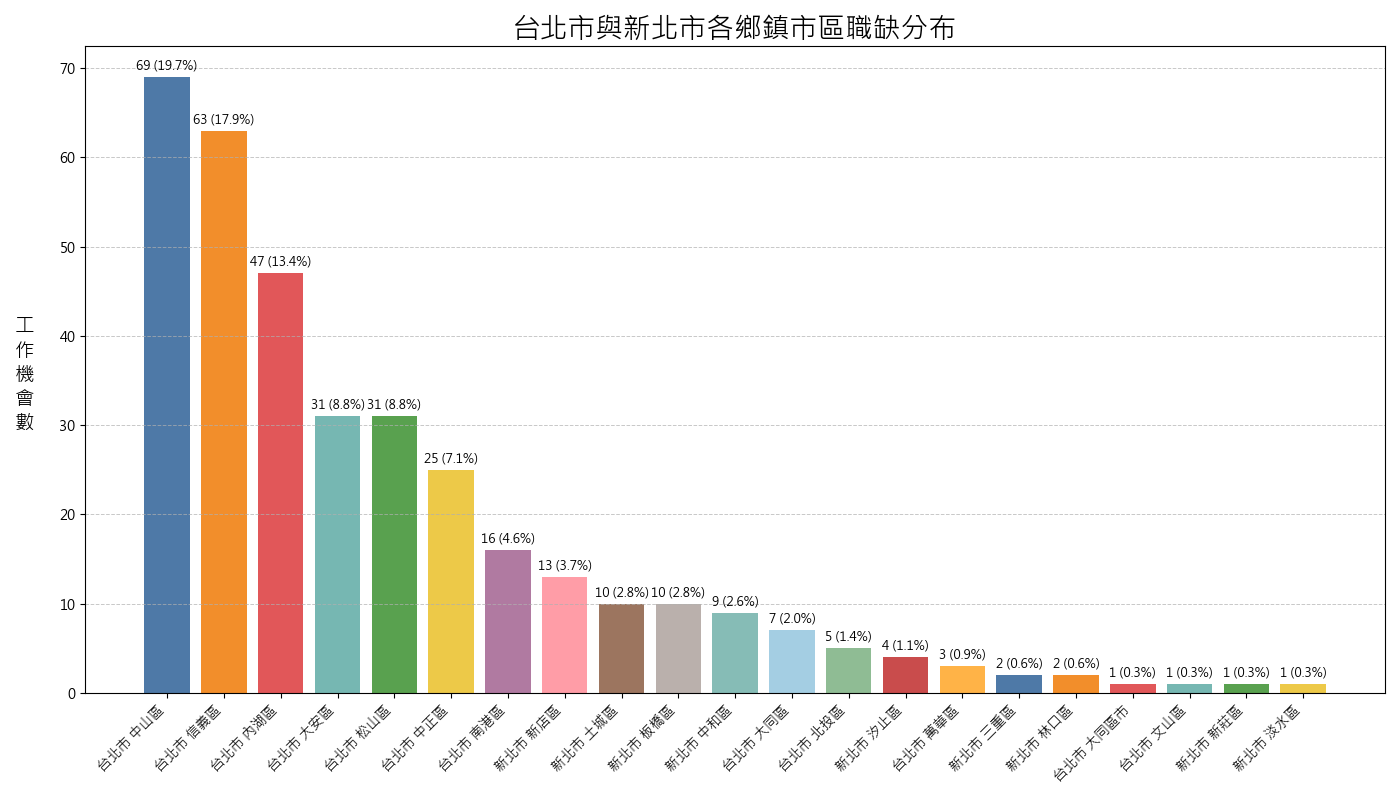 台北市與新北市各鄉鎮市區職缺分布
工作機會數
70
60
50
40
30
20
10
0
69 (19.7%)
63 (17.9%)
47 (13.4%)
31 (8.8%)
31 (8.8%)
25 (7.1%)
16 (4.6%)
13 (3.7%)
10 (2.8%)
10 (2.8%)
9 (2.6%)
7 (2.0%)
5 (1.4%)
4 (1.1%)
3 (0.9%)
2 (0.6%)
2 (0.6%)
1 (0.3%)
1 (0.3%)
1 (0.3%)
1 (0.3%)
台北市 中山區
台北市 信義區
台北市 內湖區
台北市 大安區
台北市 松山區
台北市 中正區
台北市 南港區
新北市 新店區
新北市 土城區
新北市 板橋區
新北市 中和區
台北市 大同區
台北市 北投區
新北市 汐止區
台北市 萬華區
新北市 三重區
新北市 林口區
台北市 大同區市
台北市 文山區
新北市 新莊區
新北市 淡水區